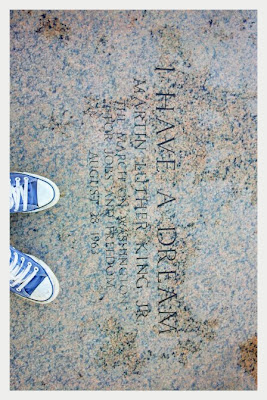 I HAVE A DREAM
MARTIN LUTHER KING, JR.
THE MARCH ON WASHINGTON
FOR JOBS AND FREEDOM
AUGUST 28, 1963